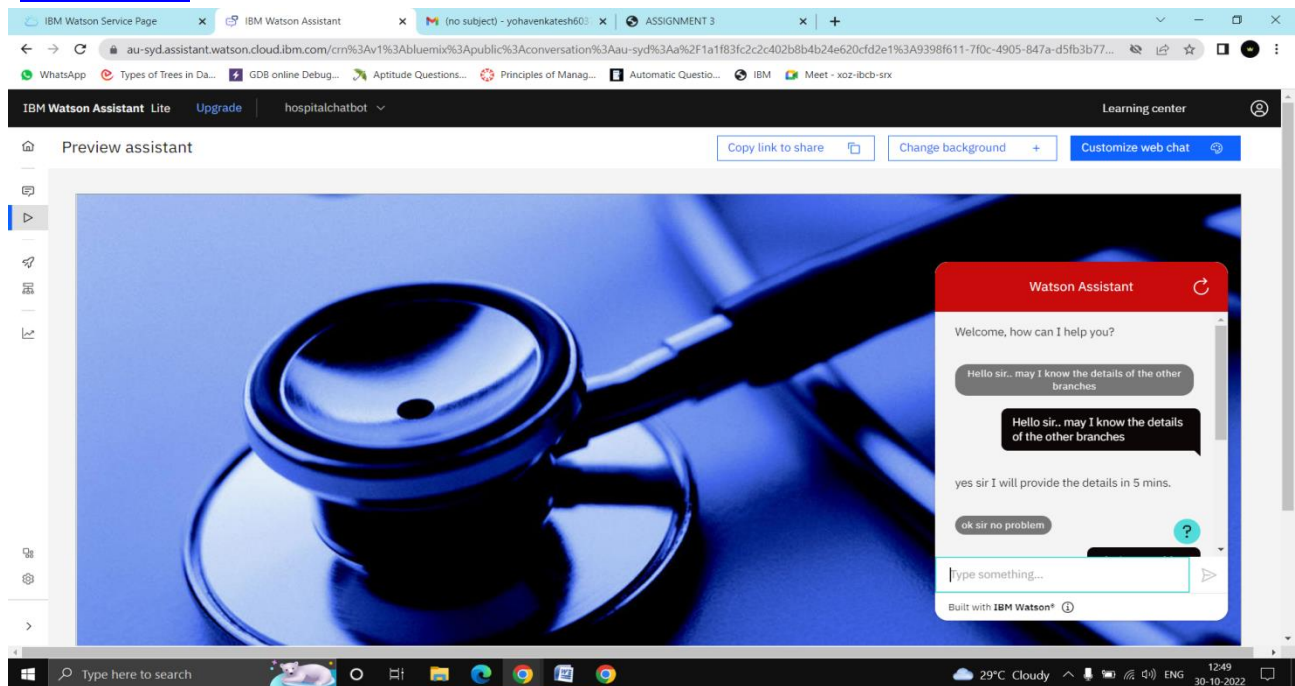 IBM Watson Service Page
IBM Watson Assistant
(no subject) - yohavenkatesh603
ASSIGNMENT 3
au-syd.assistant.watson.cloud.ibm.com/crn%3Av1%3Abluemix%3Apublic%3Aconversation%3Aau-syd%3Aa%2F1a1f83fc2c2c402b8b4b24e620cfd2e1%3A9398f611-7f0c-4905-847a-d5fb3b77...
WhatsApp
Types of Trees in Da...
GDB online Debug...
Aptitude Questions...
Principles of Manag...
Automatic Questio...
IBM
Meet - xoz-ibcb-srx
IBM Watson Assistant Lite
Upgrade
hospitalchatbot
Learning center
Preview assistant
Copy link to share
Change background +
Customize web chat
Watson Assistant
Welcome, how can I help you?
Hello sir.. may I know the details of the other
branches
Hello sir.. may I know the details
of the other branches
yes sir I will provide the details in 5 mins.
ok sir no problem
?
Type something...
Built with IBM Watson®
Type here to search
29°C Cloudy
ENG
12:49
30-10-2022